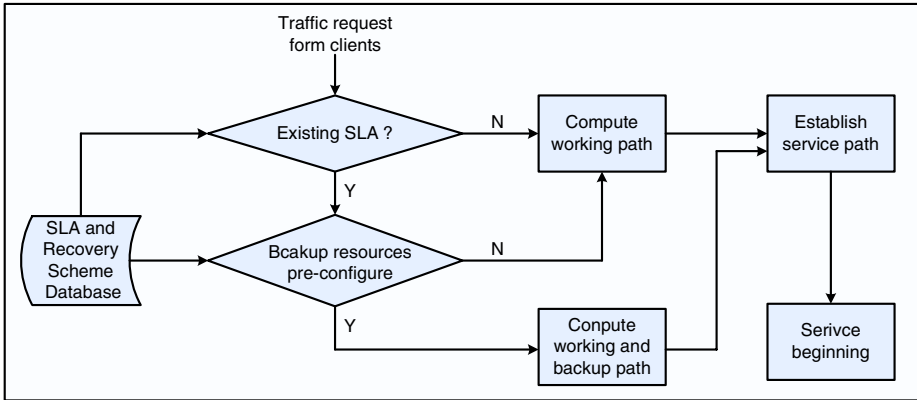 Traffic request
form clients
Existing SLA ?
N
Compute
working path
Establish
service path
Y
SLA and
Recovery
Scheme
Database
Bcakup resources
pre-configure
N
Y
Conpute
working and
backup path
Serivce
beginning